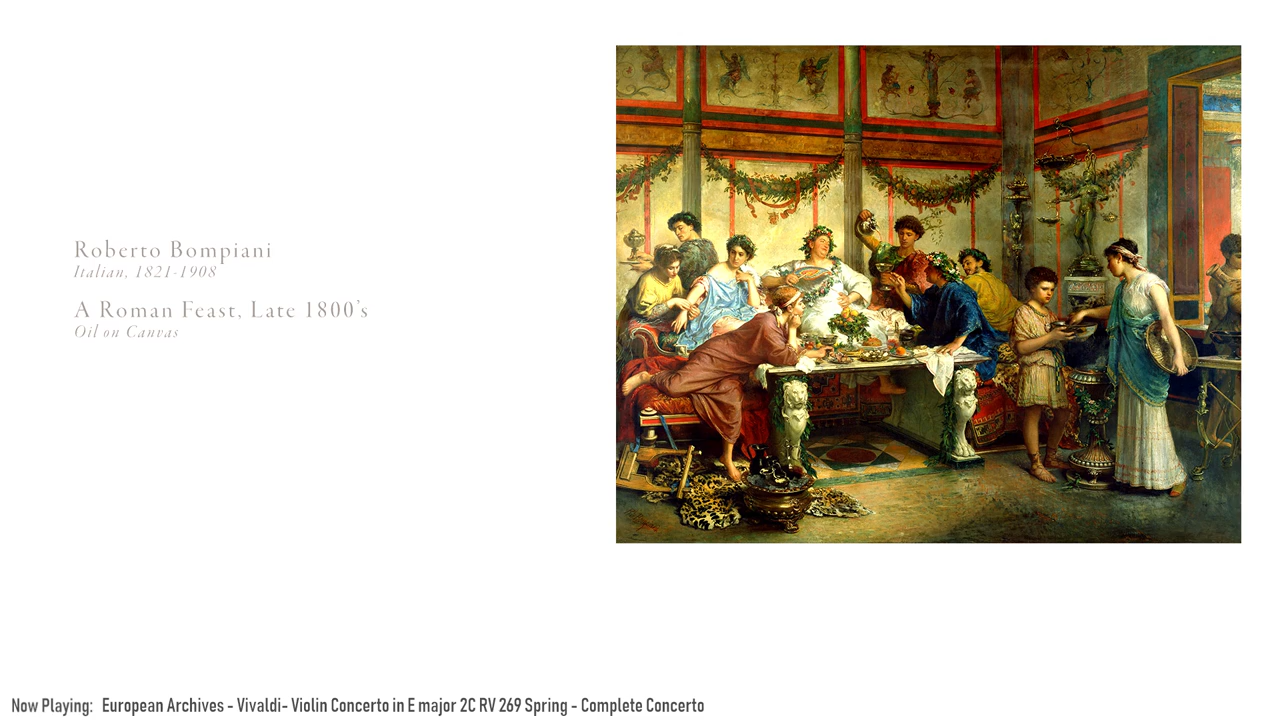 Roberto Bompiani
Italian, 1821-1908
A Roman Feast, Late 1800's
Oil on Canvas
Now Playing: European Archives - Vivaldi- Violin Concerto in E major 2C RV 269 Spring - Complete Concerto